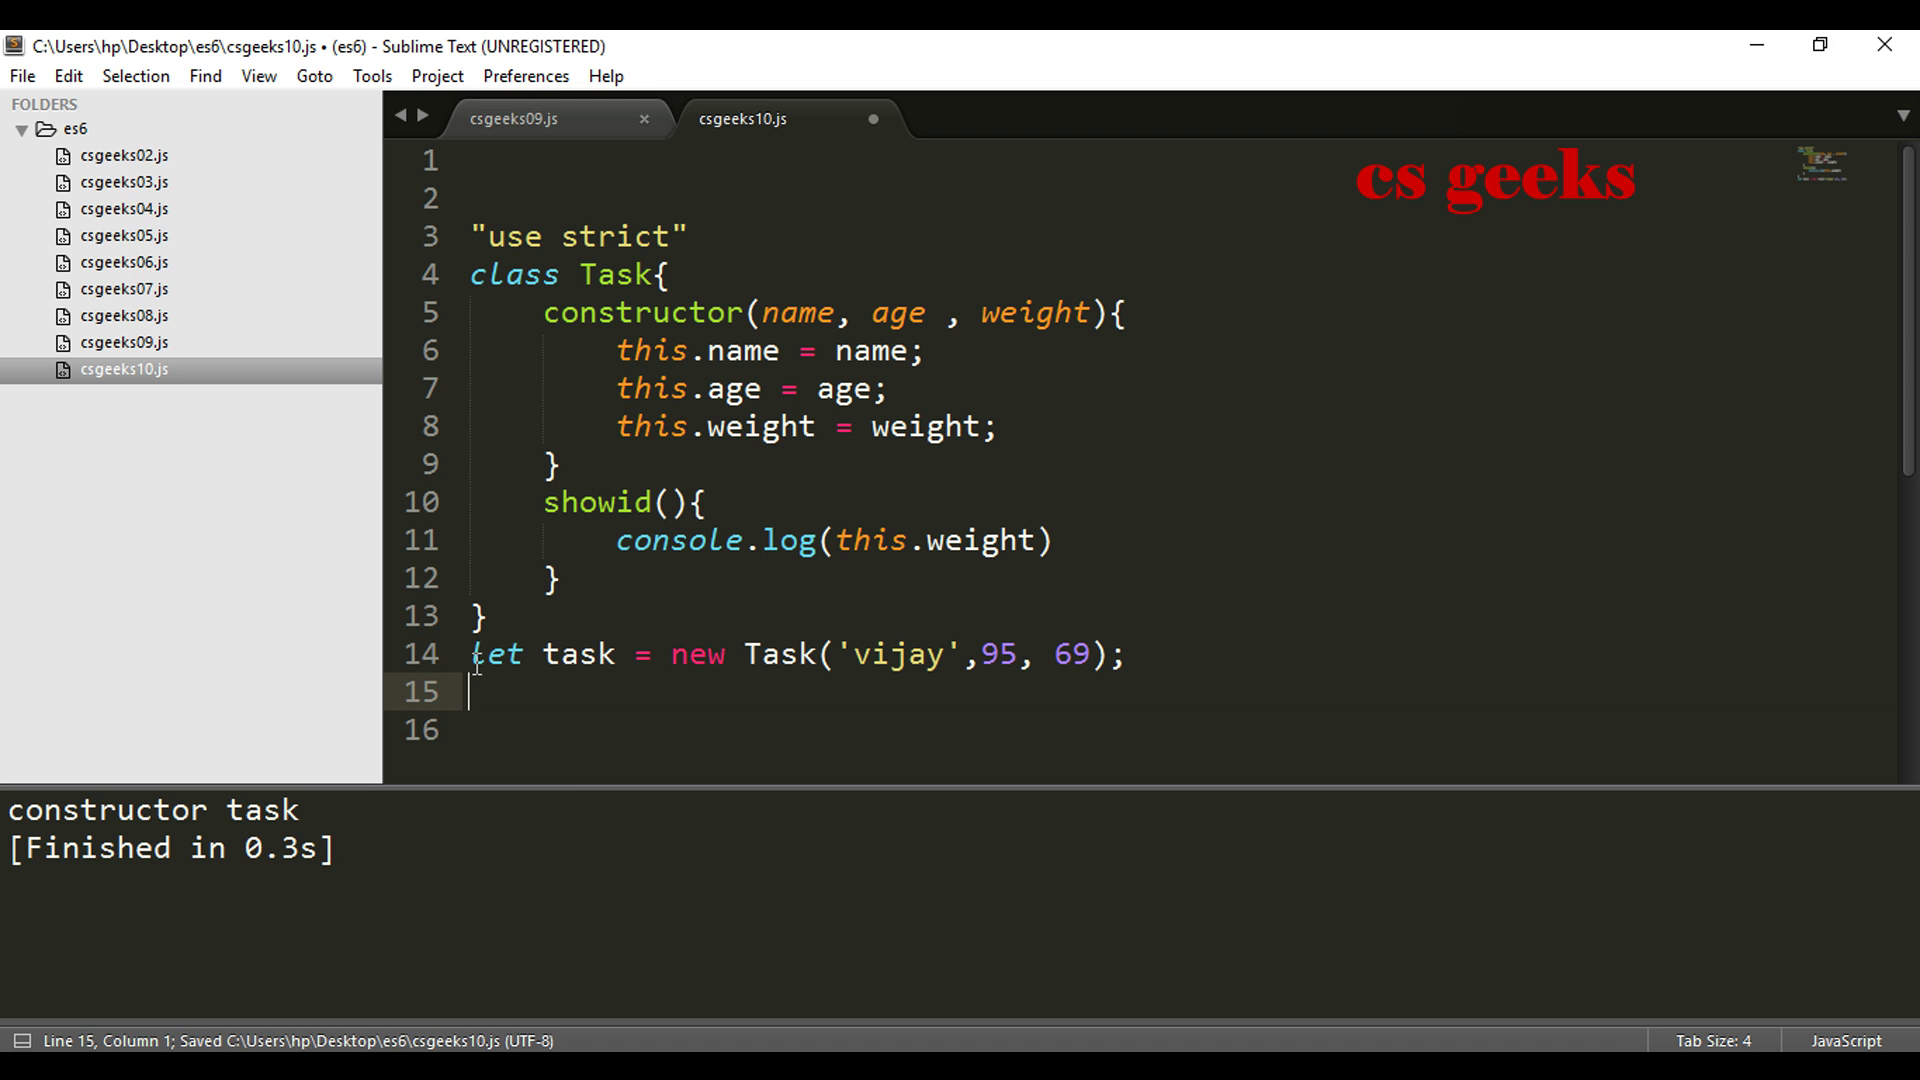 C:\Users\hp\Desktop\es6\csgeeks10.js • (es6) - Sublime Text (UNREGISTERED)
File Edit Selection Find View Goto Tools Project Preferences Help
FOLDERS
es6
csgeeks02.js
csgeeks03.js
csgeeks04.js
csgeeks05.js
csgeeks06.js
csgeeks07.js
csgeeks08.js
csgeeks09.js
csgeeks10.js
csgeeks09.js × csgeeks10.js
cs geeks
1
2
3 "use strict"
4 class Task{
5 constructor(name, age , weight){
6 this.name = name;
7 this.age = age;
8 this.weight = weight;
9 }
10 showid(){
11 console.log(this.weight)
12 }
13 }
14 let task = new Task('vijay',95, 69);
15
16
constructor task
[Finished in 0.3s]
Line 15, Column 1; Saved C:\Users\hp\Desktop\es6\csgeeks10.js (UTF-8) Tab Size: 4 JavaScript